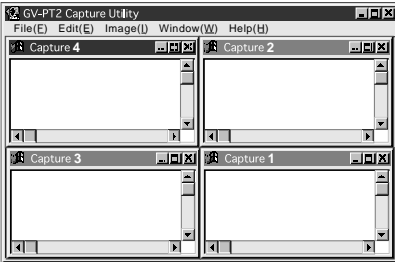 GV-PT2 Capture Utility
File(F) Edit(E) Image(I) Window(W) Help(H)
Capture 4
Capture 2
Capture 3
Capture 1